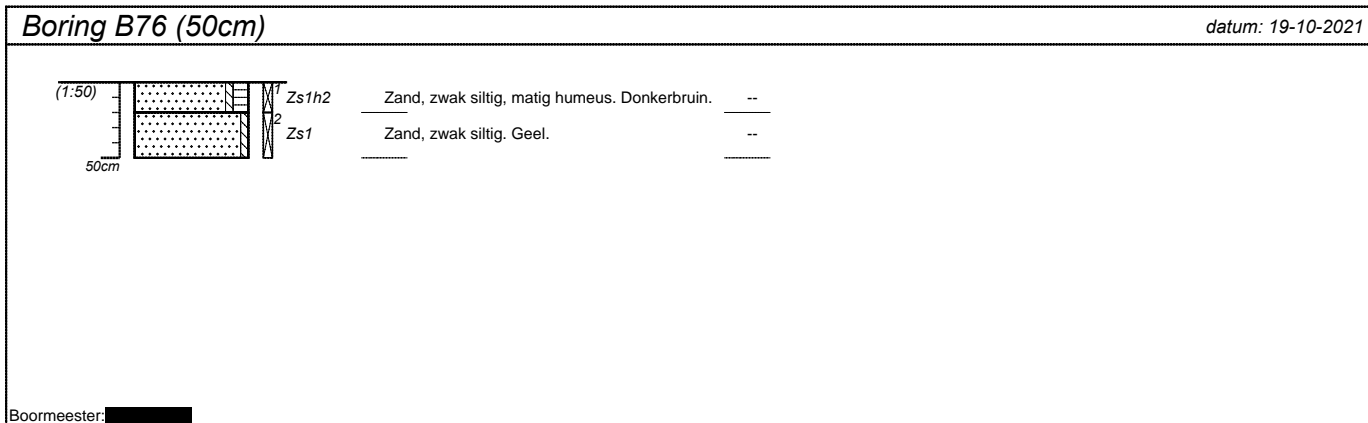 Boring B76 (50cm) datum: 19-10-2021
(1:50) 1 Zs1h2 Zand, zwak siltig, matig humeus. Donkerbruin. --
2 Zs1 Zand, zwak siltig. Geel. --
50cm
Boormeester: